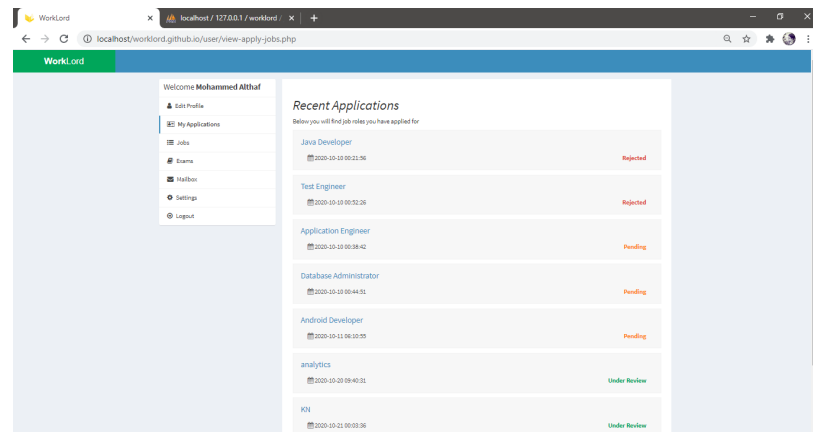 WorkLord
localhost / 127.0.0.1 / worklord /
localhost/worklord.github.io/user/view-apply-jobs.php
WorkLord
Welcome Mohammed Althaf
Edit Profile
My Applications
Jobs
Exams
Mailbox
Settings
Logout
Recent Applications
Below you will find job roles you have applied for
Java Developer
2020-10-10 00:21:56 Rejected
Test Engineer
2020-10-10 00:52:26 Rejected
Application Engineer
2020-10-10 00:38:42 Pending
Database Administrator
2020-10-10 00:44:31 Pending
Android Developer
2020-10-11 06:10:55 Pending
analytics
2020-10-20 09:40:31 Under Review
KN
2020-10-21 00:03:36 Under Review